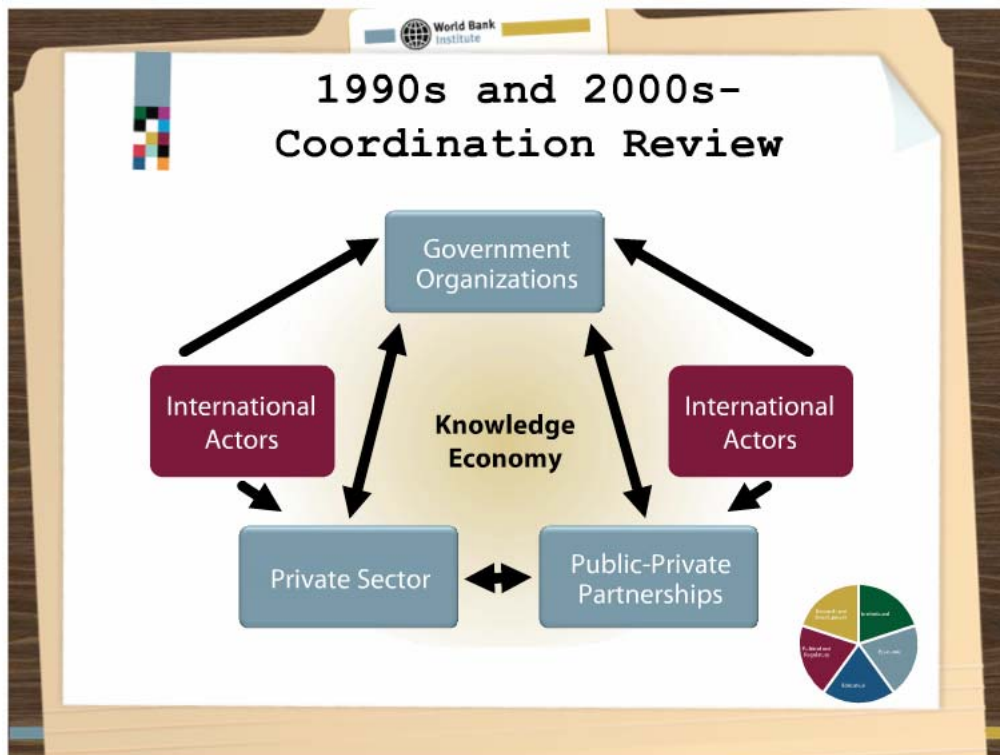 World Bank
Institute
1990s and 2000s-
Coordination Review
Government
Organizations
International
Actors
International
Actors
Knowledge
Economy
Private Sector
Public-Private
Partnerships